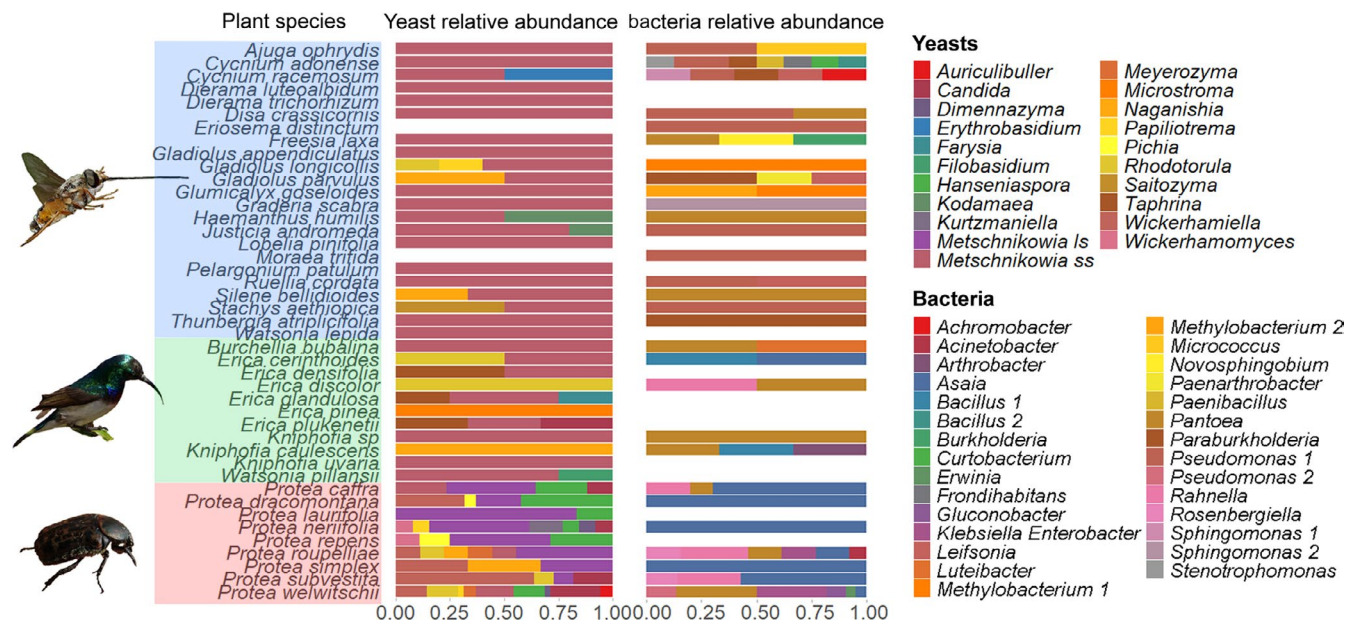 Plant species
Yeast relative abundance
bacteria relative abundance
Ajuga ophrydis
Cycnium adonense
Cycnium racemosum
Dierama luteoalbidum
Dierama trichorhizum
Disa crassicornis
Eriosema distinctum
Freesia laxa
Gladiolus appendiculatus
Gladiolus longicollis
Gladiolus parvulus
Glumicalyx goseloides
Graderia scabra
Haemanthus humilis
Justicia andromeda
Lobelia pinifolia
Moraea trifida
Pelargonium patulum
Ruellia cordata
Silene bellidioides
Stachys aethiopica
Thunbergia atriplicifolia
Watsonia lepida
Burchellia bubalina
Erica cerinthoides
Erica densifolia
Erica discolor
Erica glandulosa
Erica pinea
Erica plukenetii
Kniphofia sp
Kniphofia caulescens
Kniphofia uvaria
Watsonia pillansii
Protea caffra
Protea dracomontana
Protea laurifolia
Protea neriifolia
Protea repens
Protea roupelliae
Protea simplex
Protea subvestita
Protea welwitschii
0.00 0.25 0.50 0.75 1.00
0.00 0.25 0.50 0.75 1.00
Yeasts
Auriculibuller
Candida
Dimennazyma
Erythrobasidium
Farysia
Filobasidium
Hanseniaspora
Kodamaea
Kurtzmaniella
Metschnikowia ls
Metschnikowia ss
Meyerozyma
Microstroma
Naganishia
Papiliotrema
Pichia
Rhodotorula
Saitozyma
Taphrina
Wickerhamiella
Wickerhamomyces
Bacteria
Achromobacter
Acinetobacter
Arthrobacter
Asaia
Bacillus 1
Bacillus 2
Burkholderia
Curtobacterium
Erwinia
Frondihabitans
Gluconobacter
Klebsiella Enterobacter
Leifsonia
Luteibacter
Methylobacterium 1
Methylobacterium 2
Micrococcus
Novosphingobium
Paenarthrobacter
Paenibacillus
Pantoea
Paraburkholderia
Pseudomonas 1
Pseudomonas 2
Rahnella
Rosenbergiella
Sphingomonas 1
Sphingomonas 2
Stenotrophomonas